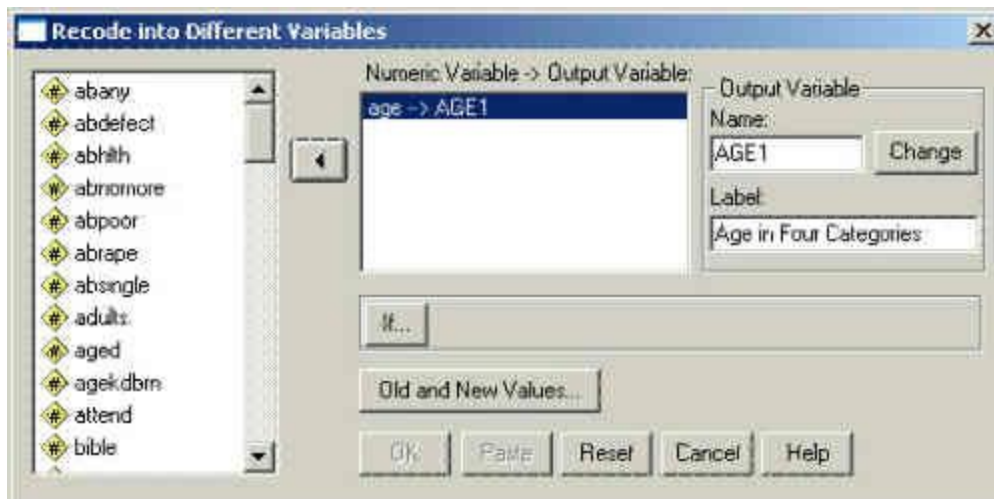 Recode into Different Variables
abany
abdefect
abhlth
abnomore
abpoor
abrape
absingle
adults
aged
agekdbrn
attend
bible
Numeric Variable -> Output Variable:
age --> AGE1
Output Variable
Name:
AGE1
Change
Label:
Age in Four Categories
If...
Old and New Values...
OK
Paste
Reset
Cancel
Help